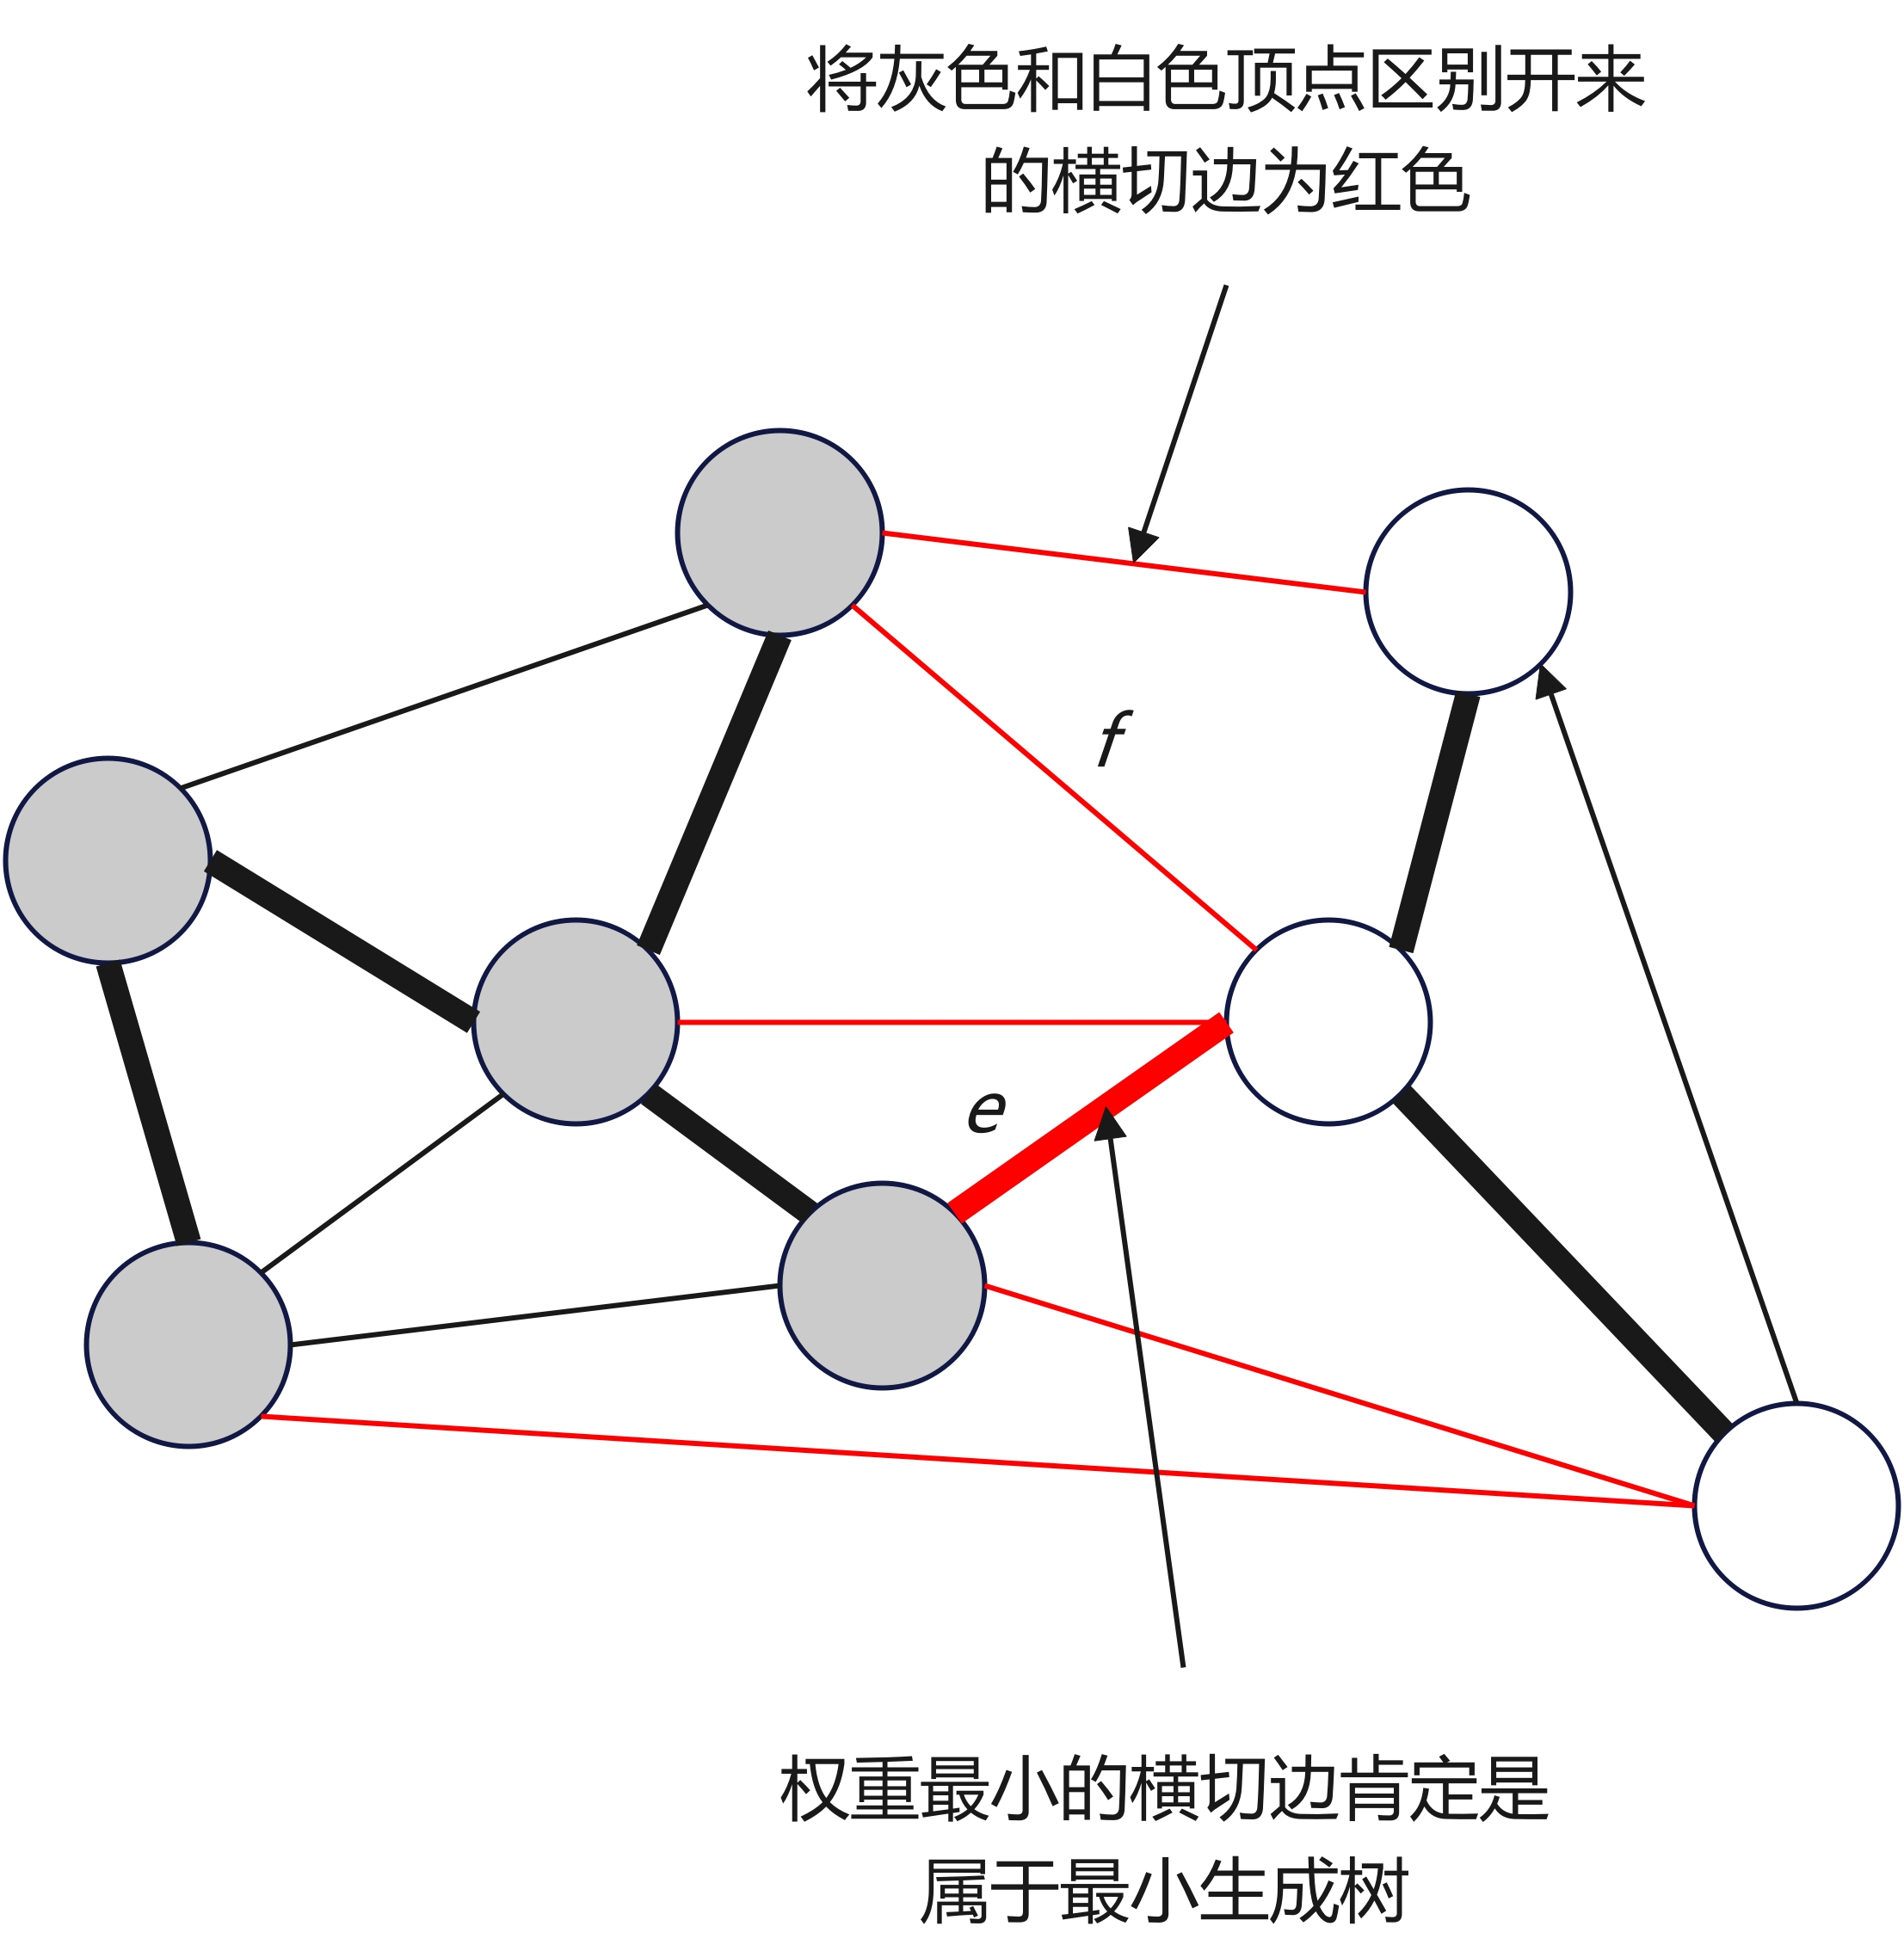 将灰色和白色顶点区别开来
的横切边为红色
f
e
权重最小的横切边肯定是
属于最小生成树